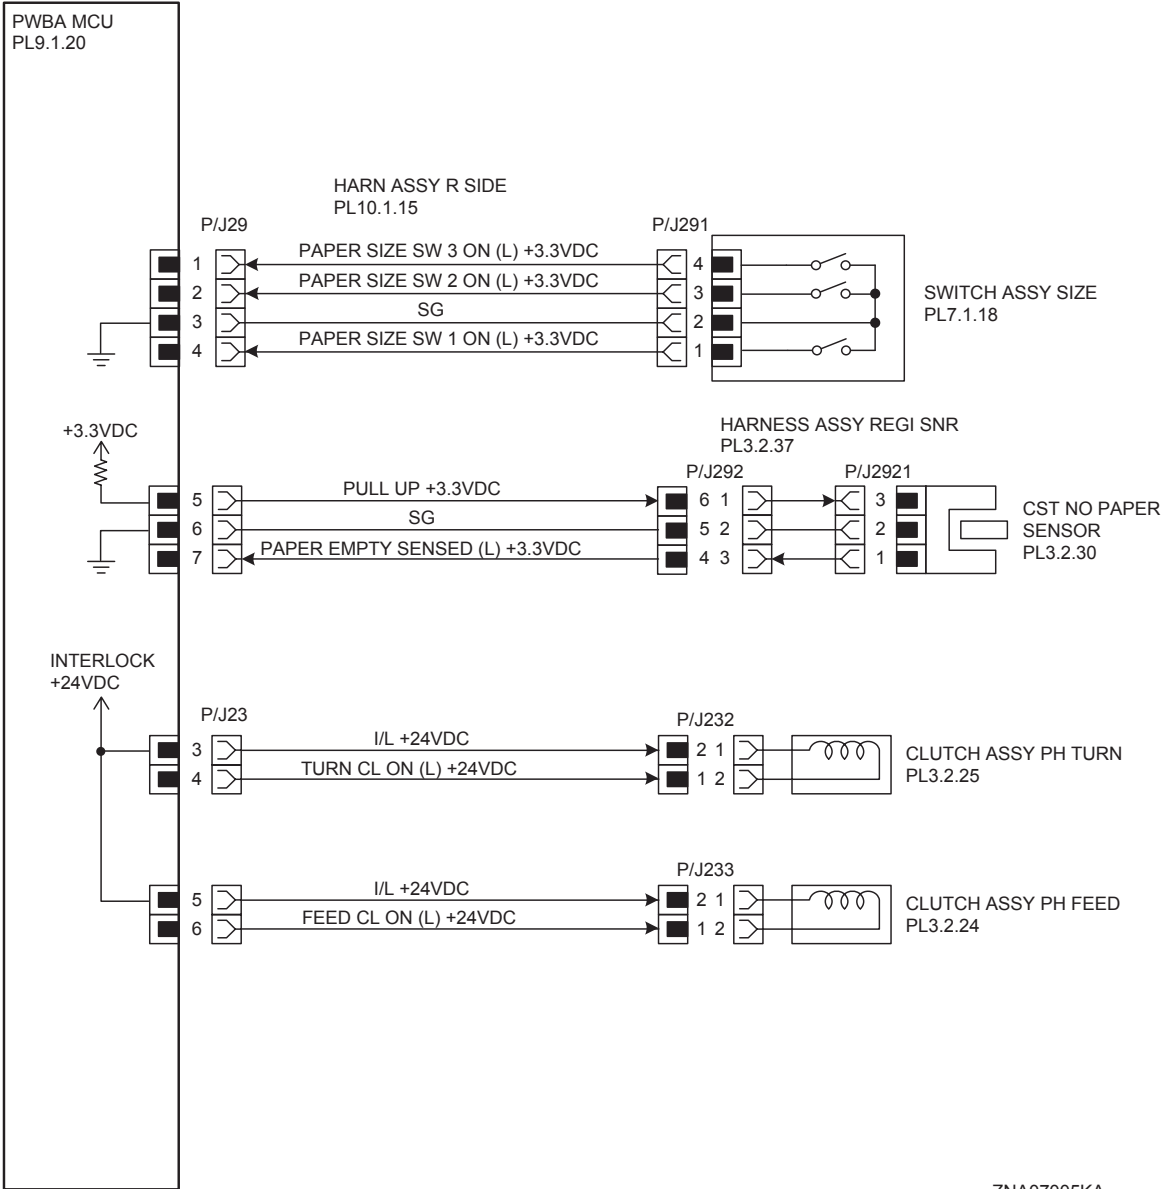 PWBA MCU
PL9.1.20
HARN ASSY R SIDE
PL10.1.15
P/J29
P/J291
1
PAPER SIZE SW 3 ON (L) +3.3VDC
4
2
PAPER SIZE SW 2 ON (L) +3.3VDC
3
3
SG
2
4
PAPER SIZE SW 1 ON (L) +3.3VDC
1
SWITCH ASSY SIZE
PL7.1.18
+3.3VDC
HARNESS ASSY REGI SNR
PL3.2.37
P/J292
P/J2921
5
PULL UP +3.3VDC
6 1
3
6
SG
5 2
2
7
PAPER EMPTY SENSED (L) +3.3VDC
4 3
1
CST NO PAPER
SENSOR
PL3.2.30
INTERLOCK
+24VDC
P/J23
P/J232
3
I/L +24VDC
2 1
4
TURN CL ON (L) +24VDC
1 2
CLUTCH ASSY PH TURN
PL3.2.25
P/J233
5
I/L +24VDC
2 1
6
FEED CL ON (L) +24VDC
1 2
CLUTCH ASSY PH FEED
PL3.2.24